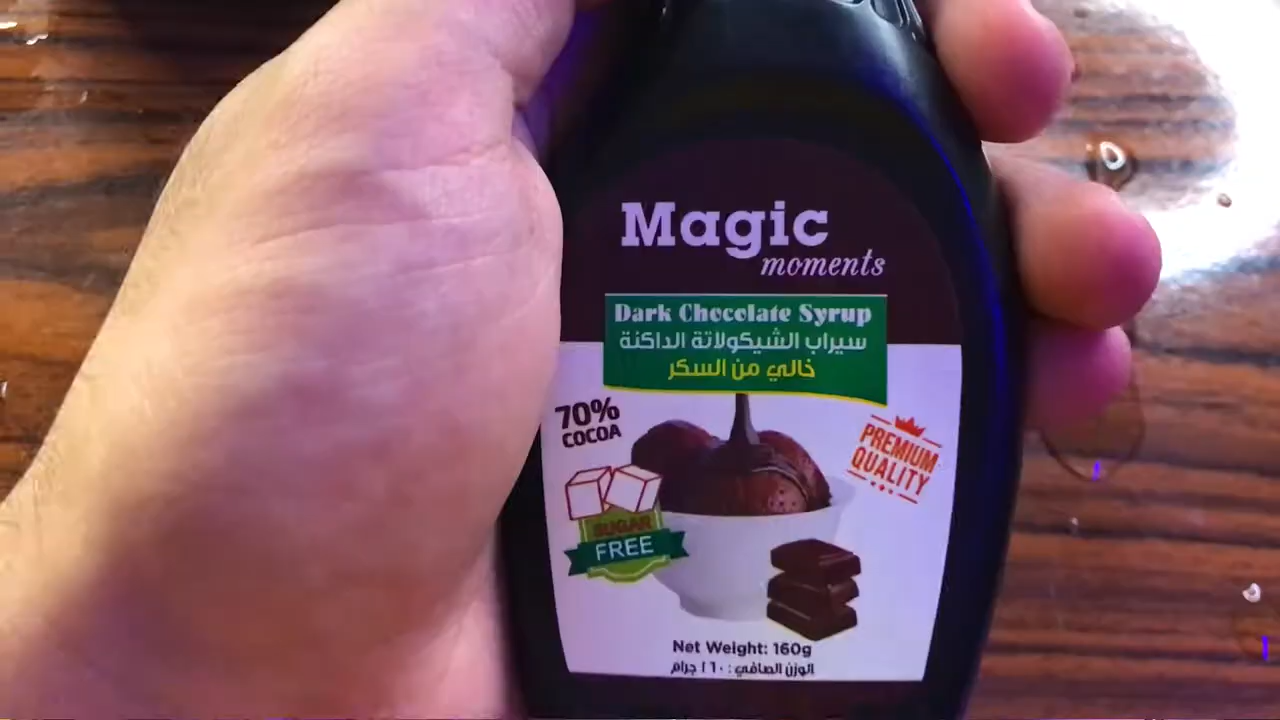 Magic
moments
Dark Chocolate Syrup
سيراب الشيكولاتة الداكنة
خالي من السكر
70%
COCOA
PREMIUM
QUALITY
SUGAR
FREE
Net Weight: 160g
الوزن الصافي : ١٦٠ جرام